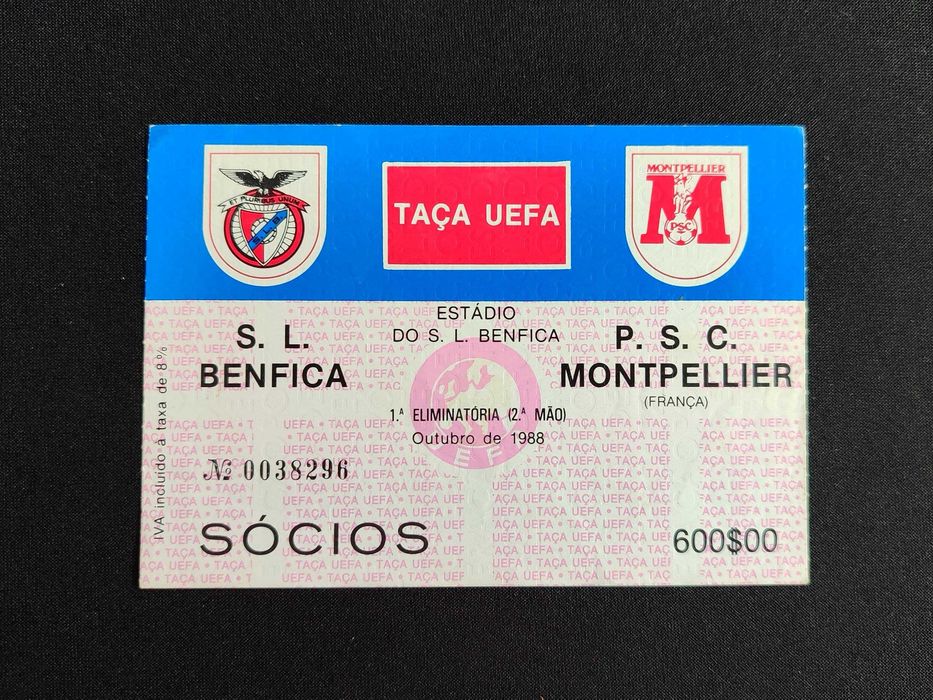 ET PLURIBUS UNUM
S.L.B.
TAÇA UEFA
MONTPELLIER
M
PSC
ESTÁDIO
DO S. L. BENFICA
S. L.
BENFICA
P. S. C.
MONTPELLIER
(FRANÇA)
1.ª ELIMINATÓRIA (2.ª MÃO)
Outubro de 1988
№ 0038296
SÓCIOS
600$00
IVA incluído à taxa de 8%